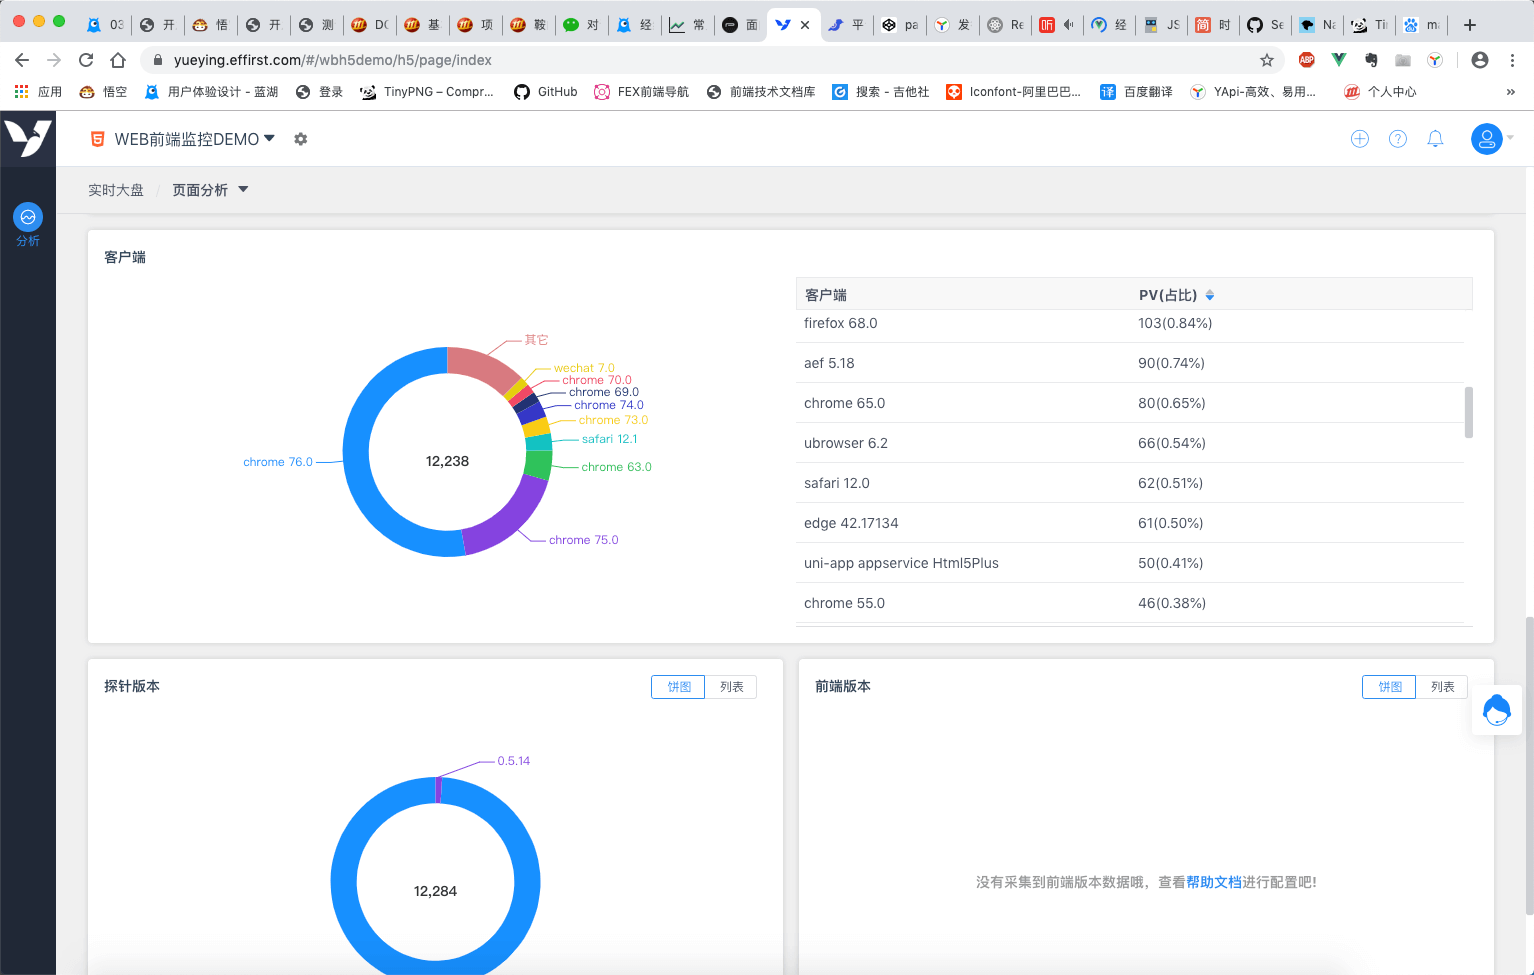 03
开
悟
开
测
DC
基
项
鞍
对
经
常
面
平
pa
发
Re
经
JS
时
Se
Na
Ti
ma
yueying.effirst.com/#/wbh5demo/h5/page/index
应用
悟空
用户体验设计 - 蓝湖
登录
TinyPNG – Compr...
GitHub
FEX前端导航
前端技术文档库
搜索 - 吉他社
Iconfont-阿里巴巴...
百度翻译
YApi-高效、易用...
个人中心
»
WEB前端监控DEMO
实时大盘 / 页面分析
分析
客户端
其它
wechat 7.0
chrome 70.0
chrome 69.0
chrome 74.0
chrome 73.0
safari 12.1
chrome 63.0
chrome 75.0
chrome 76.0
12,238
客户端 PV(占比)
firefox 68.0 103(0.84%)
aef 5.18 90(0.74%)
chrome 65.0 80(0.65%)
ubrowser 6.2 66(0.54%)
safari 12.0 62(0.51%)
edge 42.17134 61(0.50%)
uni-app appservice Html5Plus 50(0.41%)
chrome 55.0 46(0.38%)
探针版本
饼图 列表
0.5.14
12,284
前端版本
饼图 列表
没有采集到前端版本数据哦，查看帮助文档进行配置吧!